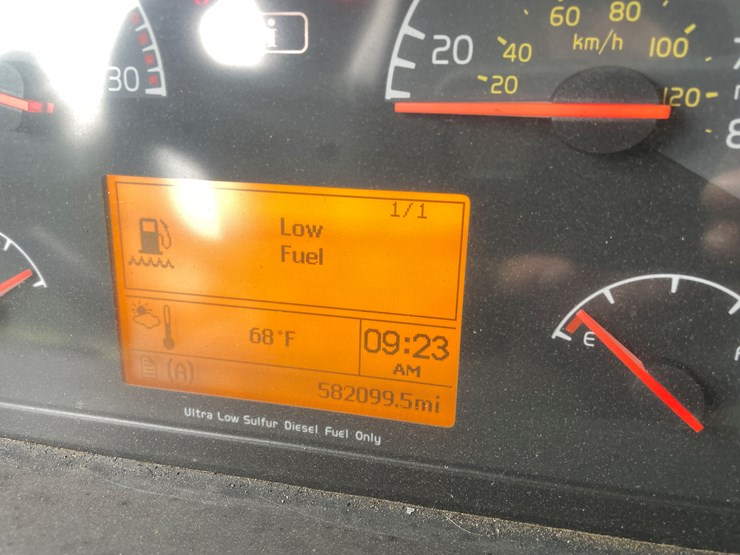 60 80
20 40 km/h 100
30 20 120
1/1
Low
Fuel
E
68°F 09:23
AM
(A) 582099.5mi
Ultra Low Sulfur Diesel Fuel Only